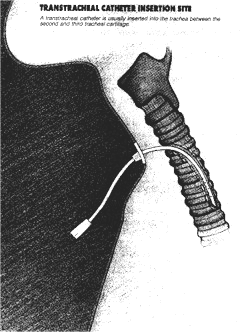 TRANSTRACHEAL CATHETER INSERTION SITE
A transtracheal catheter is usually inserted into the trachea between the
second and third tracheal cartilage.